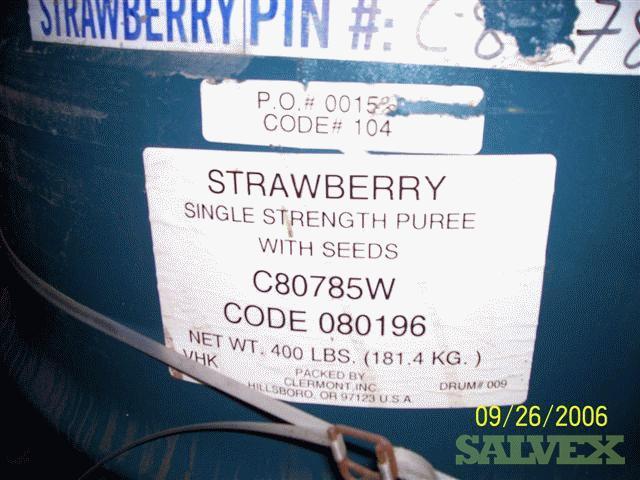 STRAWBERRY PIN #:
P.O.#
CODE# 104
STRAWBERRY
SINGLE STRENGTH PUREE
WITH SEEDS
C80785W
CODE 080196
NET WT. 400 LBS. (181.4 KG. )
VHK
PACKED BY
CLERMONT, INC.
HILLSBORO, OR 97123 U.S.A.
DRUM# 009
09/26/2006
SALVEX